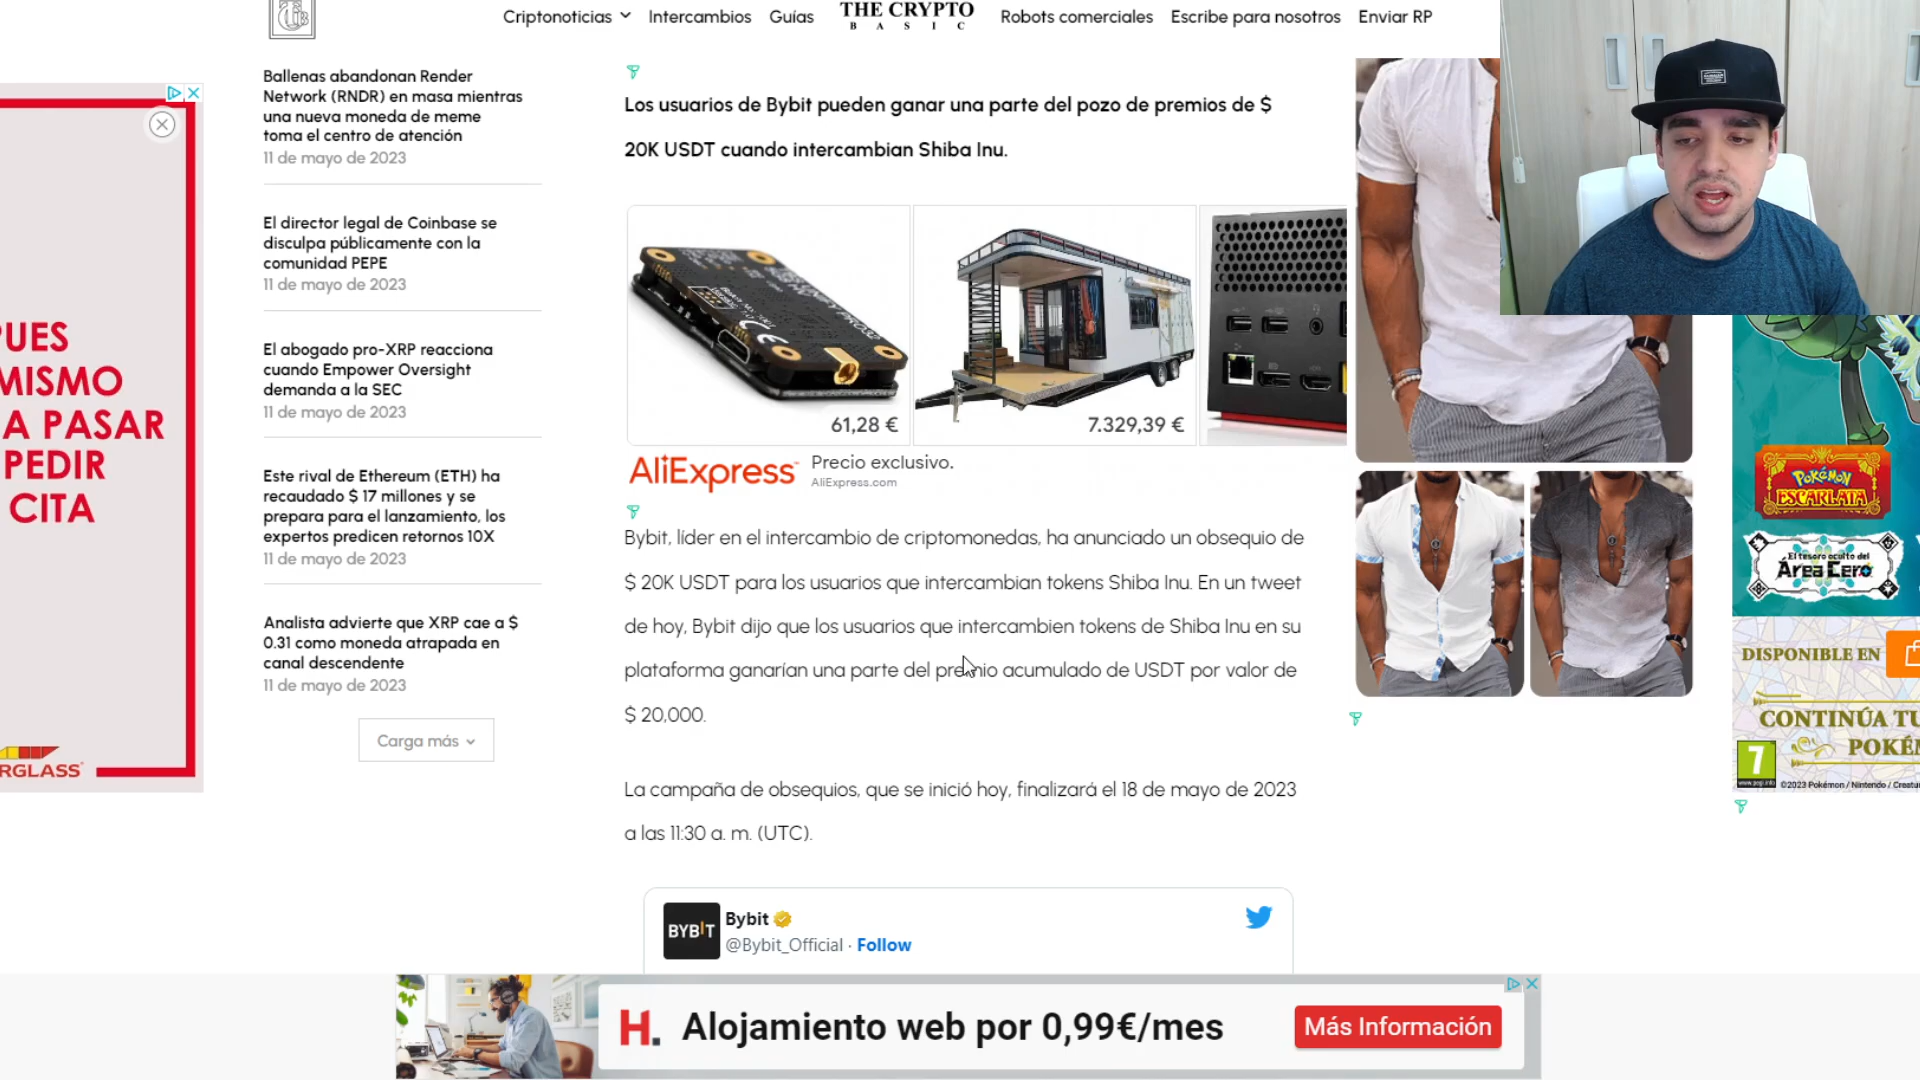 Criptonoticias
Intercambios
Guías
THE CRYPTO
BASIC
Robots comerciales
Escribe para nosotros
Enviar RP
PUES
MISMO
A PASAR
PEDIR
CITA
RGLASS
Ballenas abandonan Render
Network (RNDR) en masa mientras
una nueva moneda de meme
toma el centro de atención
11 de mayo de 2023
El director legal de Coinbase se
disculpa públicamente con la
comunidad PEPE
11 de mayo de 2023
El abogado pro-XRP reacciona
cuando Empower Oversight
demanda a la SEC
11 de mayo de 2023
Este rival de Ethereum (ETH) ha
recaudado $ 17 millones y se
prepara para el lanzamiento, los
expertos predicen retornos 10X
11 de mayo de 2023
Analista advierte que XRP cae a $
0.31 como moneda atrapada en
canal descendente
11 de mayo de 2023
Carga más
Los usuarios de Bybit pueden ganar una parte del pozo de premios de $
20K USDT cuando intercambian Shiba Inu.
61,28 €
7.329,39 €
AliExpress
Precio exclusivo.
AliExpress.com
Bybit, líder en el intercambio de criptomonedas, ha anunciado un obsequio de
$ 20K USDT para los usuarios que intercambian tokens Shiba Inu. En un tweet
de hoy, Bybit dijo que los usuarios que intercambien tokens de Shiba Inu en su
plataforma ganarían una parte del premio acumulado de USDT por valor de
$ 20,000.
La campaña de obsequios, que se inició hoy, finalizará el 18 de mayo de 2023
a las 11:30 a. m. (UTC).
BYBIT
Bybit
@Bybit_Official · Follow
Pokémon
ESCARLATA
El tesoro oculto del
Área Cero
DISPONIBLE EN
CONTINÚA TU
POKÉM
7
©2023 Pokémon / Nintendo / Creatu
H.
Alojamiento web por 0,99€/mes
Más Información